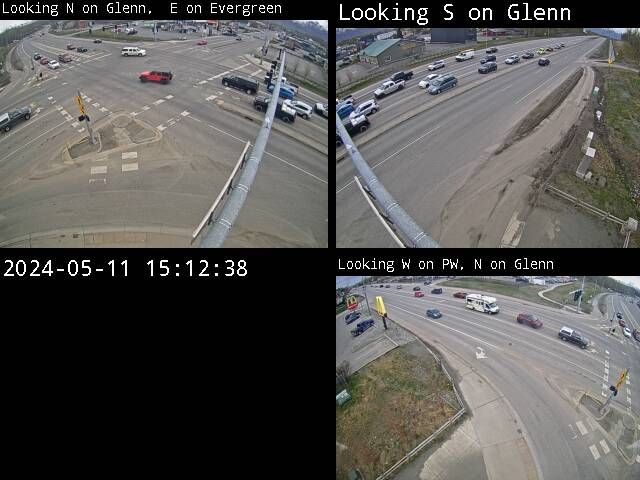 Looking N on Glenn,  E on Evergreen
Looking S on Glenn
2024-05-11 15:12:38
Looking W on PW, N on Glenn